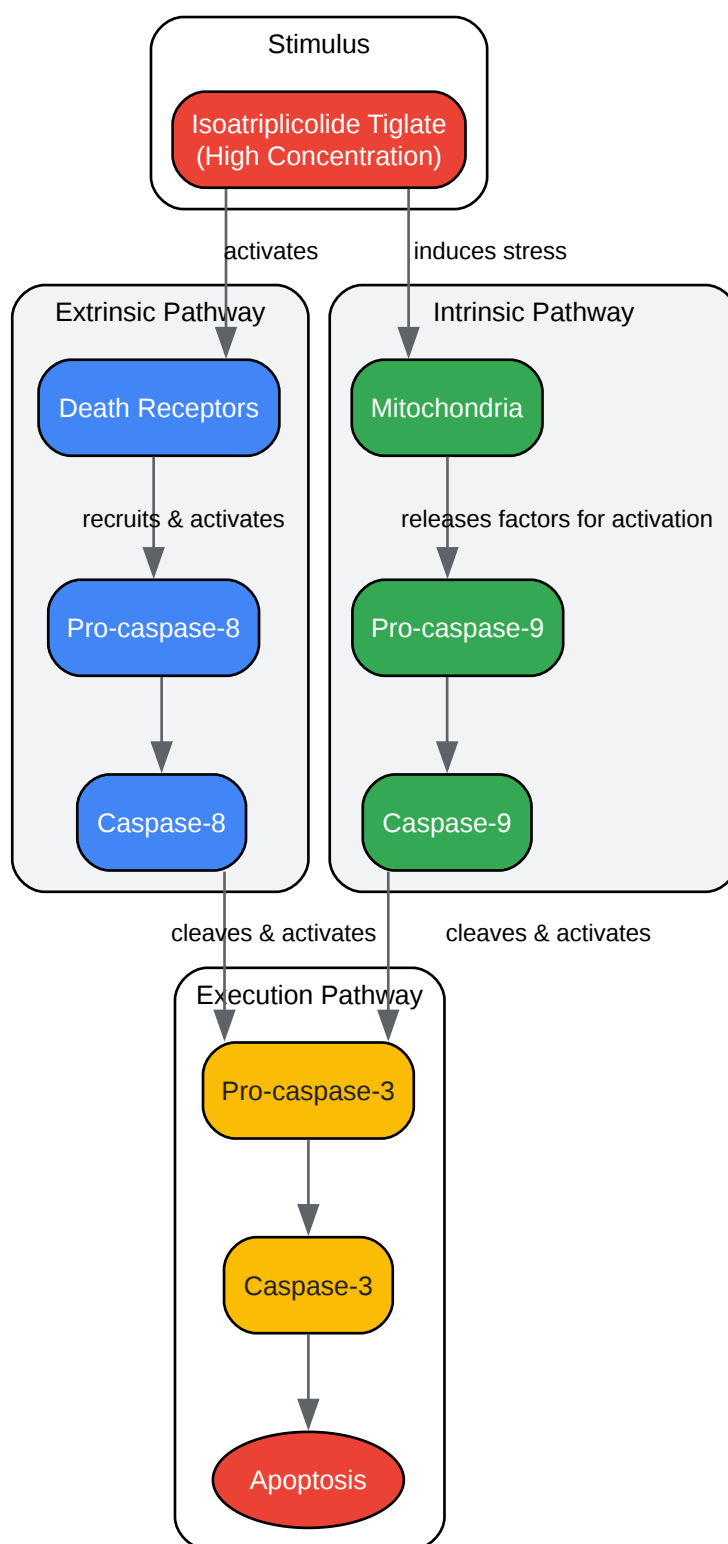 Stimulus
Isoatriplicolide Tiglate
(High Concentration)
activates
induces stress
Extrinsic Pathway
Intrinsic Pathway
Death Receptors
Mitochondria
recruits & activates
releases factors for activation
Pro-caspase-8
Pro-caspase-9
Caspase-8
Caspase-9
cleaves & activates
cleaves & activates
Execution Pathway
Pro-caspase-3
Caspase-3
Apoptosis